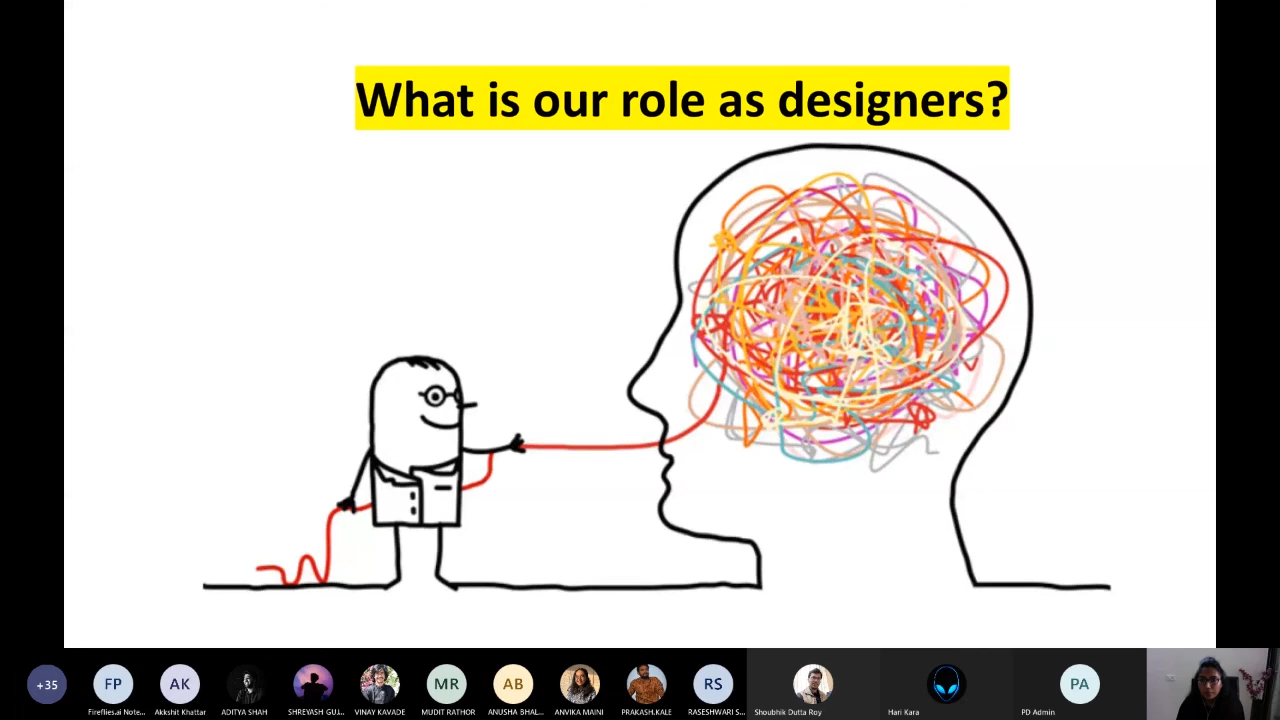 What is our role as designers?
+35
FP
AK
MR
AB
RS
PA
Fireflies.ai Note...
Akkshit Khattar
ADITYA SHAH
SHREYASH GUJ...
VINAY KAVADE
MUDIT RATHOR
ANUSHA BHAL...
ANVIKA MAINI
PRAKASH.KALE
RASESHWARI S...
Shoubhik Dutta Roy
Hari Kara
PD Admin